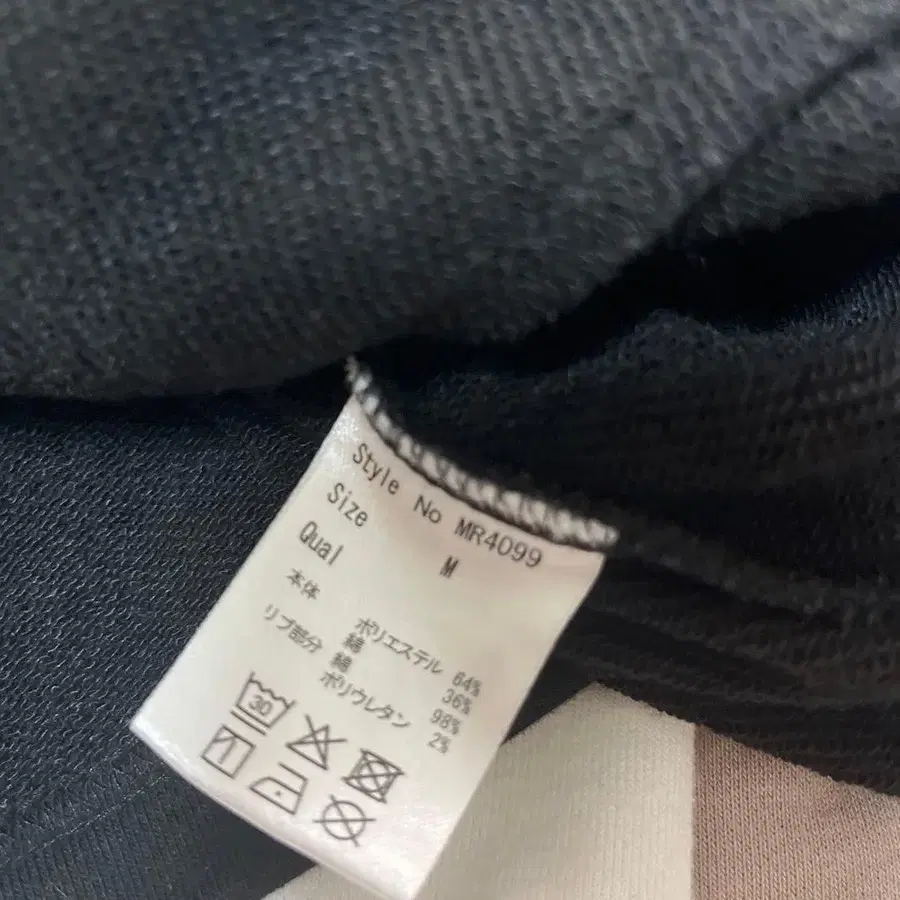 Style No MR4099
Size M
Qual
本体 ポリエステル 64%
綿 36%
リブ部分 綿 98%
ポリウレタン 2%
30